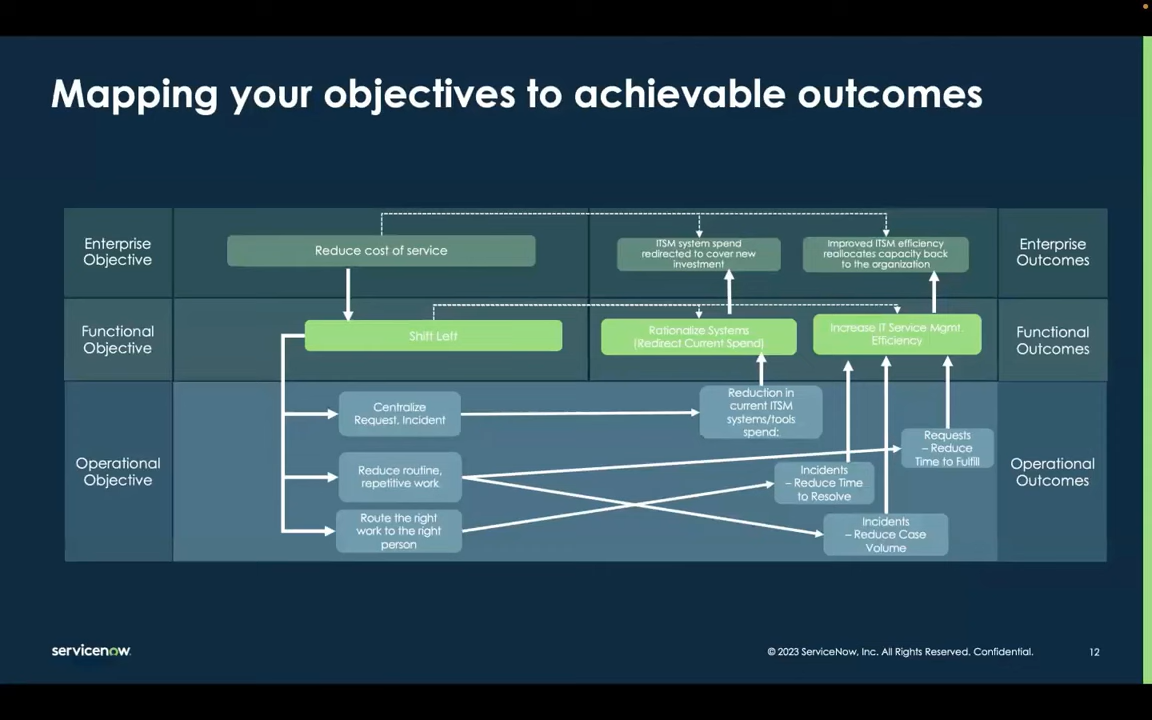 Mapping your objectives to achievable outcomes
Enterprise
Objective
Reduce cost of service
ITSM system spend
redirected to cover new
investment
Improved ITSM efficiency
reallocates capacity back
to the organization
Enterprise
Outcomes
Functional
Objective
Shift Left
Rationalize Systems
(Redirect Current Spend)
Increase IT Service Mgmt.
Efficiency
Functional
Outcomes
Operational
Objective
Centralize
Request. Incident
Reduce routine,
repetitive work
Route the right
work to the right
person
Reduction in
current ITSM
systems/tools
spend;
Requests
– Reduce
Time to Fulfill
Incidents
– Reduce Time
to Resolve
Incidents
– Reduce Case
Volume
Operational
Outcomes
servicenow
© 2023 ServiceNow, Inc. All Rights Reserved. Confidential.
12